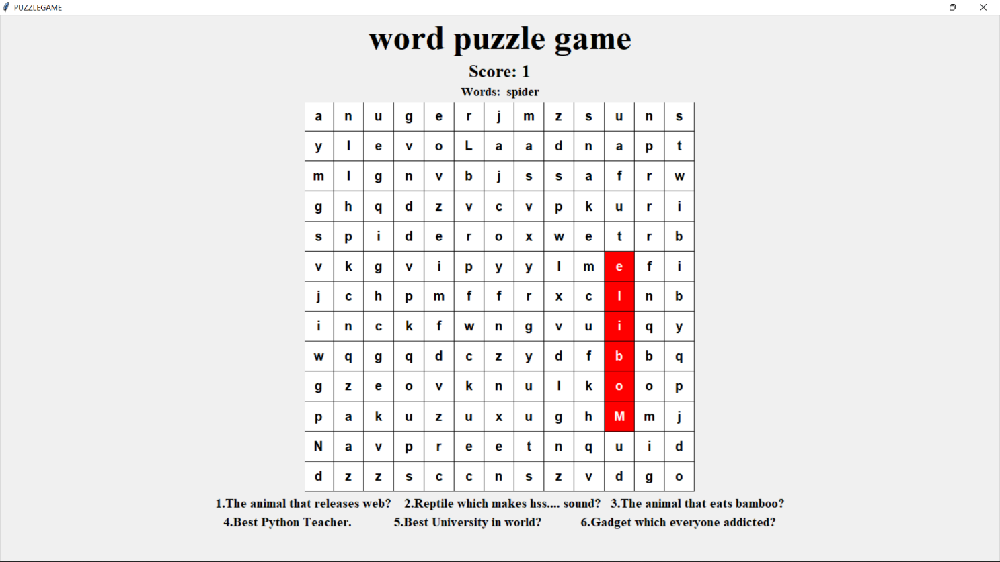 PUZZLEGAME
word puzzle game
Score: 1
Words: spider
a n u g e r j m z s u n s
y l e v o L a a d n a p t
m l g n v b j s s a f r w
g h q d z v c v p k u r i
s p i d e r o x w e t r b
v k g v i p y y l m e f i
j c h p m f f r x c l n b
i n c k f w n g v u i q y
w q g q d c z y d f b b q
g z e o v k n u l k o o p
p a k u z u x u g h M m j
N a v p r e e t n q u i d
d z z s c c n s z v d g o
1.The animal that releases web? 2.Reptile which makes hss.... sound? 3.The animal that eats bamboo?
4.Best Python Teacher. 5.Best University in world? 6.Gadget which everyone addicted?